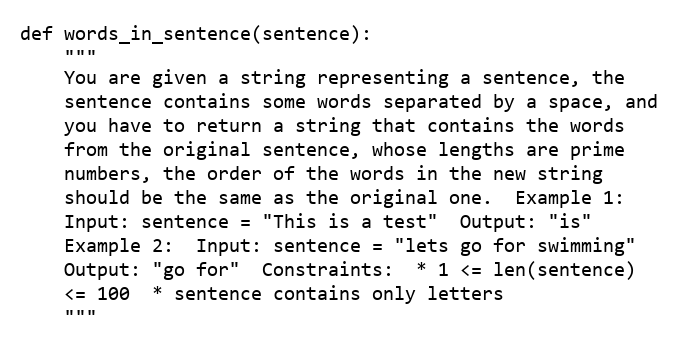 def words_in_sentence(sentence):
    """
    You are given a string representing a sentence, the
    sentence contains some words separated by a space, and
    you have to return a string that contains the words
    from the original sentence, whose lengths are prime
    numbers, the order of the words in the new string
    should be the same as the original one.  Example 1:
    Input: sentence = "This is a test"  Output: "is"
    Example 2:  Input: sentence = "lets go for swimming"
    Output: "go for"  Constraints:  * 1 <= len(sentence)
    <= 100  * sentence contains only letters
    """